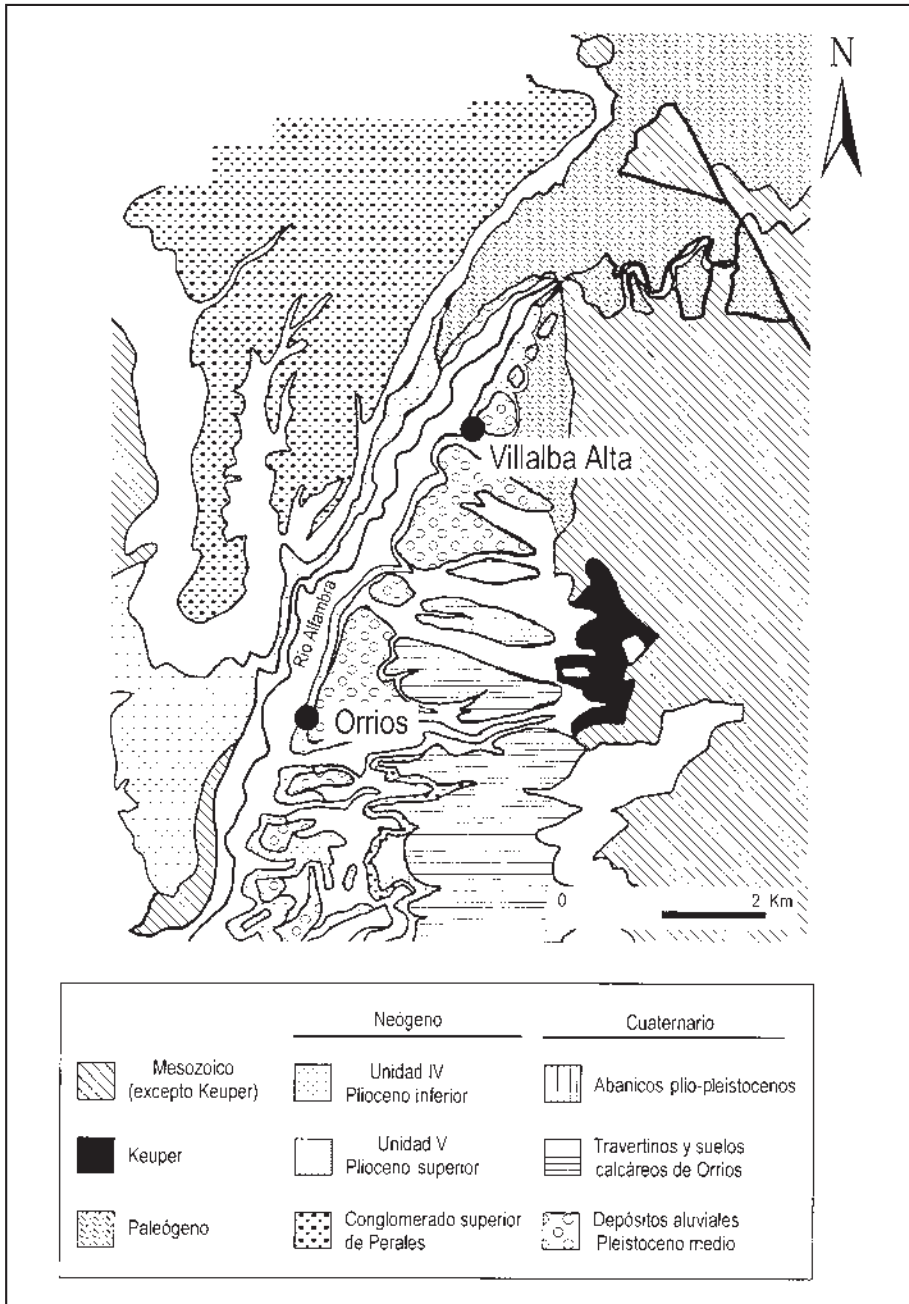 N
Villalba Alta
Río Alfambra
Orrios
0 2 Km
Neógeno
Cuaternario
Mesozoico
(excepto Keuper)
Keuper
Paleógeno
Unidad IV
Plioceno inferior
Unidad V
Plioceno superior
Conglomerado superior
de Perales
Abanicos plio-pleistocenos
Travertinos y suelos
calcáreos de Orrios
Depósitos aluviales
Pleistoceno medio